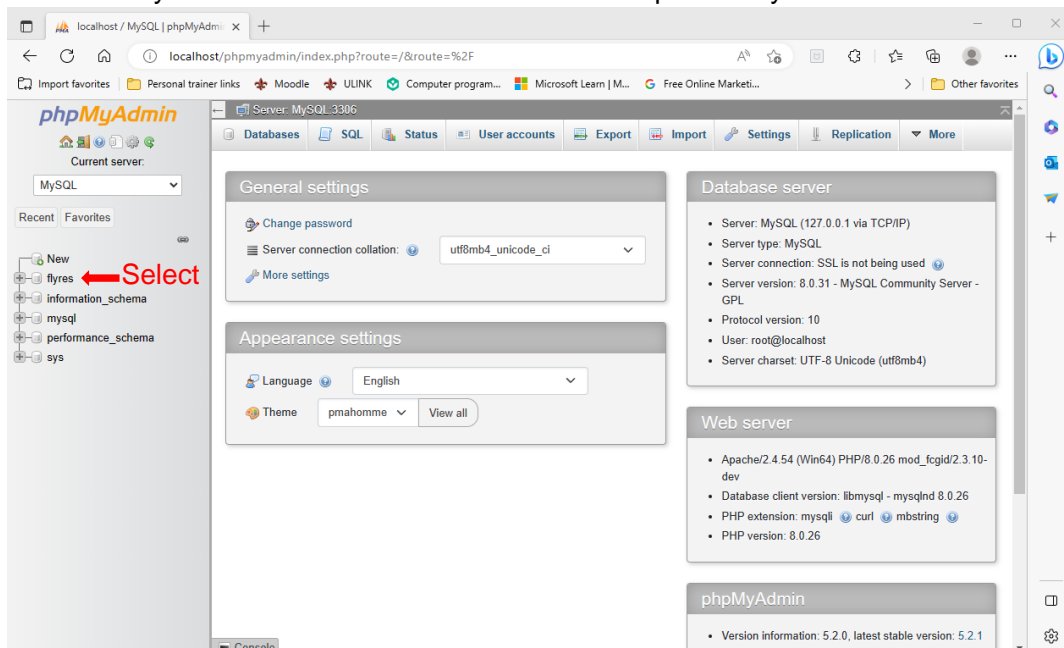 localhost / MySQL | phpMyAdmi
localhost/phpmyadmin/index.php?route=/&route=%2F
Import favorites
Personal trainer links
Moodle
ULINK
Computer program...
Microsoft Learn | M...
Free Online Marketi...
Other favorites
phpMyAdmin
Current server:
MySQL
Recent
Favorites
New
flyres
Select
information_schema
mysql
performance_schema
sys
Server: MySQL:3306
Databases
SQL
Status
User accounts
Export
Import
Settings
Replication
More
General settings
Change password
Server connection collation:
utf8mb4_unicode_ci
More settings
Appearance settings
Language
English
Theme
pmahomme
View all
Database server
Server: MySQL (127.0.0.1 via TCP/IP)
Server type: MySQL
Server connection: SSL is not being used
Server version: 8.0.31 - MySQL Community Server -
GPL
Protocol version: 10
User: root@localhost
Server charset: UTF-8 Unicode (utf8mb4)
Web server
Apache/2.4.54 (Win64) PHP/8.0.26 mod_fcgid/2.3.10-
dev
Database client version: libmysql - mysqlnd 8.0.26
PHP extension: mysqli curl mbstring
PHP version: 8.0.26
phpMyAdmin
Version information: 5.2.0, latest stable version: 5.2.1
Console